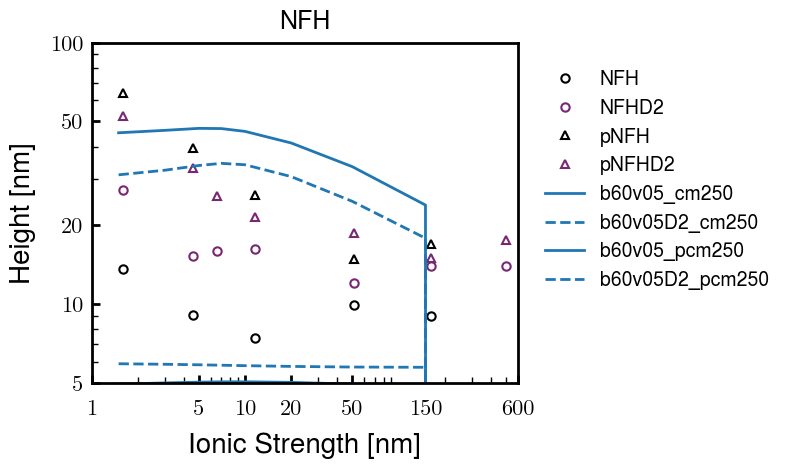 NFH
100
50
20
10
5
Height [nm]
1
5
10
20
50
150
600
Ionic Strength [nm]
NFH
NFHD2
pNFH
pNFHD2
b60v05_cm250
b60v05D2_cm250
b60v05_pcm250
b60v05D2_pcm250